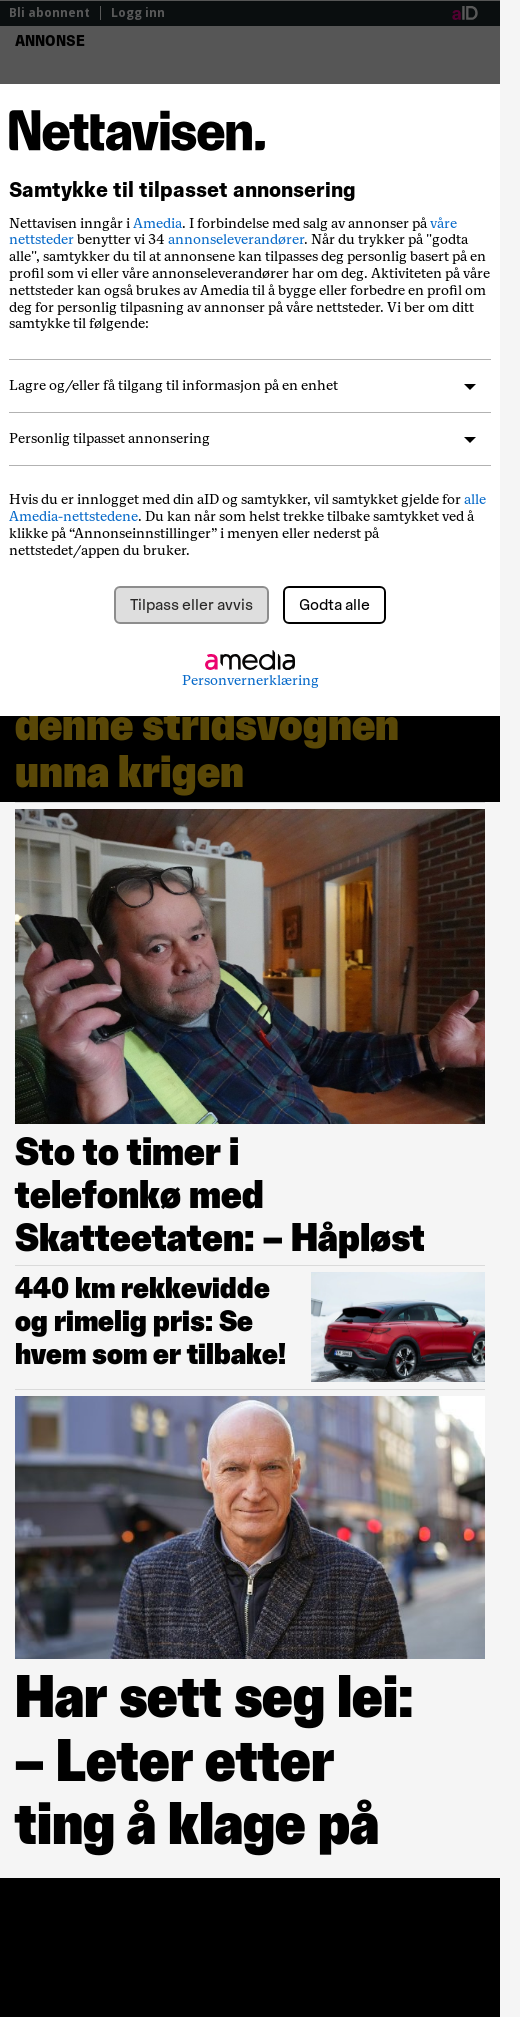 Bli abonnent | Logg inn
aID
ANNONSE
Nettavisen.
Samtykke til tilpasset annonsering
Nettavisen inngår i Amedia. I forbindelse med salg av annonser på våre
nettsteder benytter vi 34 annonseleverandører. Når du trykker på "godta
alle", samtykker du til at annonsene kan tilpasses deg personlig basert på en
profil som vi eller våre annonseleverandører har om deg. Aktiviteten på våre
nettsteder kan også brukes av Amedia til å bygge eller forbedre en profil om
deg for personlig tilpasning av annonser på våre nettsteder. Vi ber om ditt
samtykke til følgende:
Lagre og/eller få tilgang til informasjon på en enhet
Personlig tilpasset annonsering
Hvis du er innlogget med din aID og samtykker, vil samtykket gjelde for alle
Amedia-nettstedene. Du kan når som helst trekke tilbake samtykket ved å
klikke på “Annonseinnstillinger” i menyen eller nederst på
nettstedet/appen du bruker.
Tilpass eller avvis
Godta alle
amedia
Personvernerklæring
denne stridsvognen
unna krigen
Sto to timer i
telefonkø med
Skatteetaten: – Håpløst
440 km rekkevidde
og rimelig pris: Se
hvem som er tilbake!
Har sett seg lei:
– Leter etter
ting å klage på